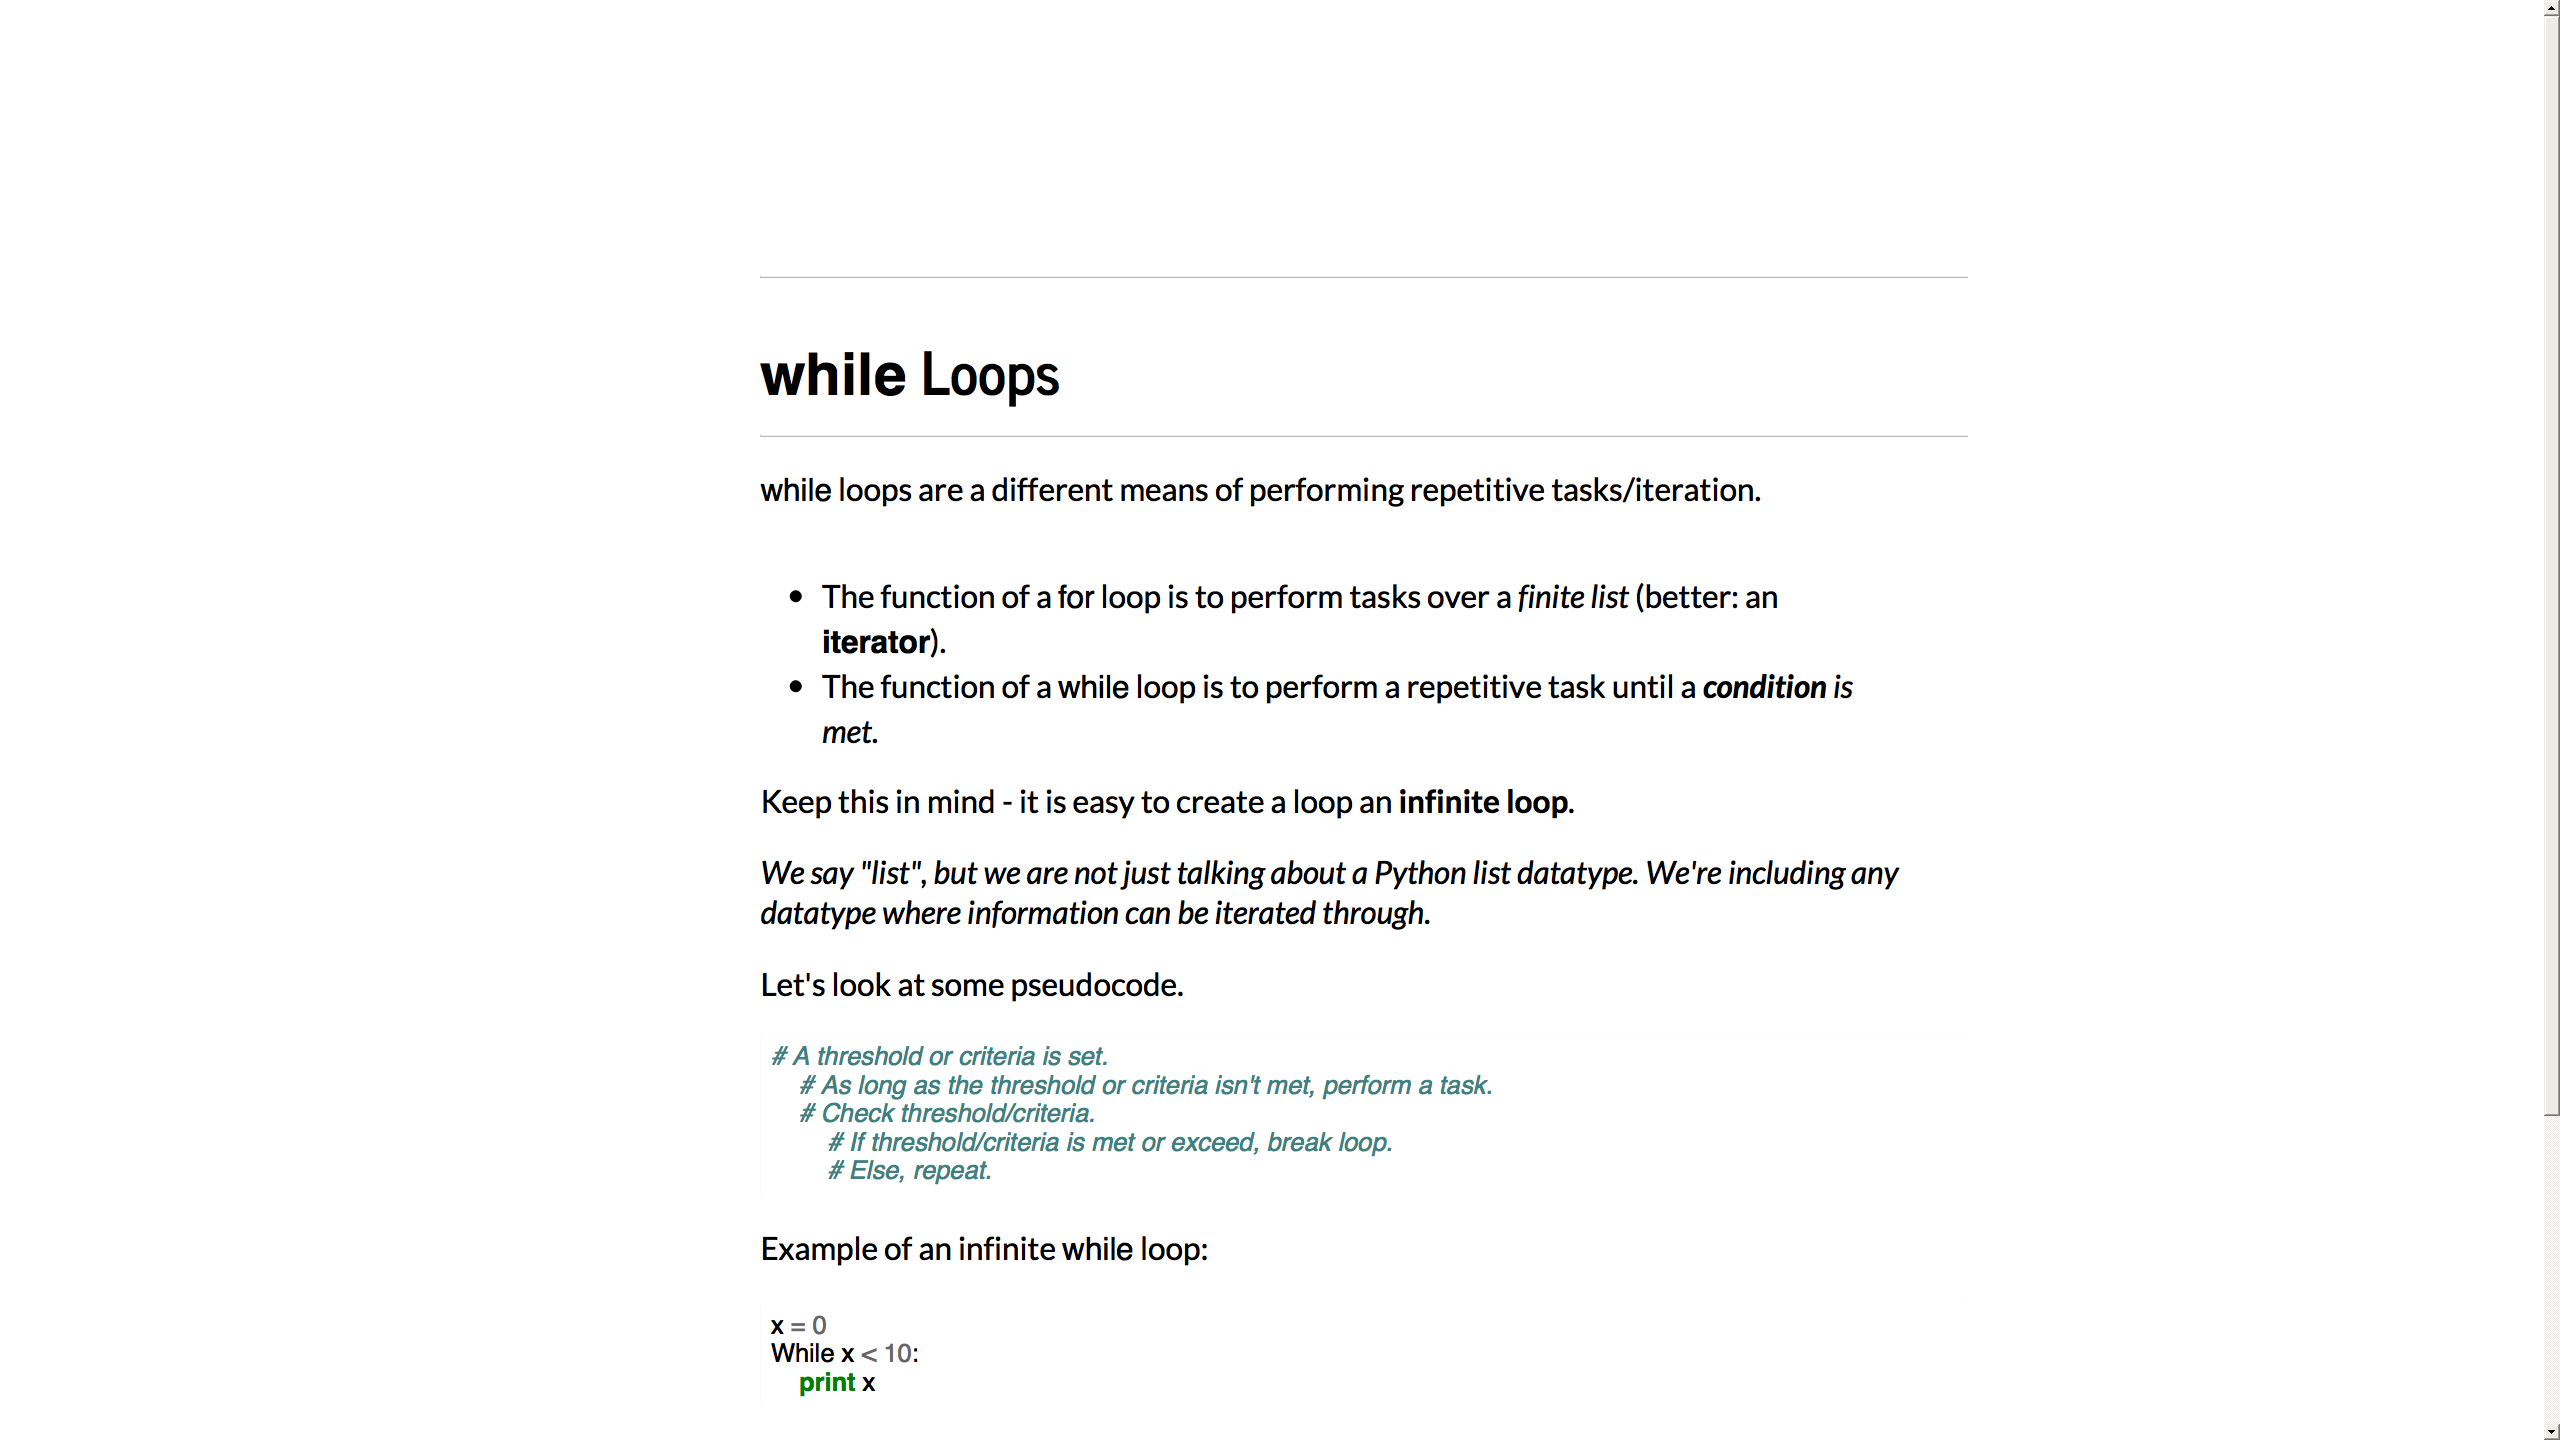 while Loops
while loops are a different means of performing repetitive tasks/iteration.
• The function of a for loop is to perform tasks over a finite list (better: an
iterator).
• The function of a while loop is to perform a repetitive task until a condition is
met.
Keep this in mind - it is easy to create a loop an infinite loop.
We say "list", but we are not just talking about a Python list datatype. We're including any
datatype where information can be iterated through.
Let's look at some pseudocode.
# A threshold or criteria is set.
    # As long as the threshold or criteria isn't met, perform a task.
    # Check threshold/criteria.
        # If threshold/criteria is met or exceed, break loop.
        # Else, repeat.
Example of an infinite while loop:
x = 0
While x < 10:
    print x